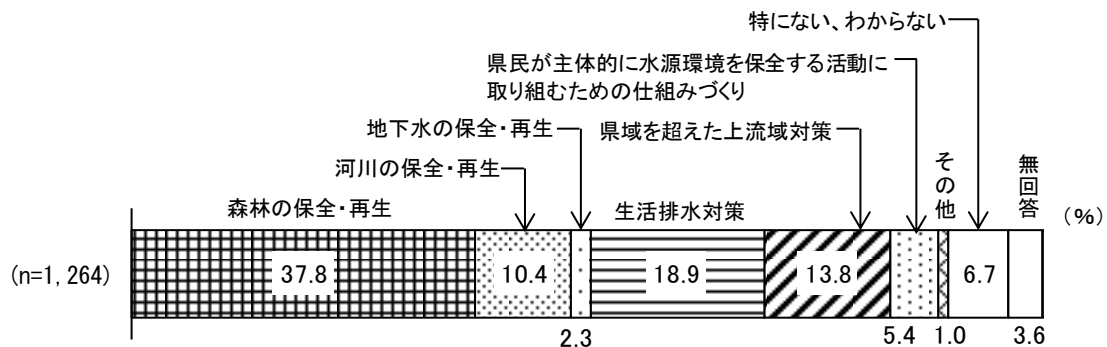 特にない、わからない
県民が主体的に水源環境を保全する活動に
取り組むための仕組みづくり
地下水の保全・再生
県域を超えた上流域対策
河川の保全・再生
その他
無回答
森林の保全・再生
生活排水対策
(%)
(n=1,264)
37.8
10.4
18.9
13.8
6.7
2.3
5.4
1.0
3.6